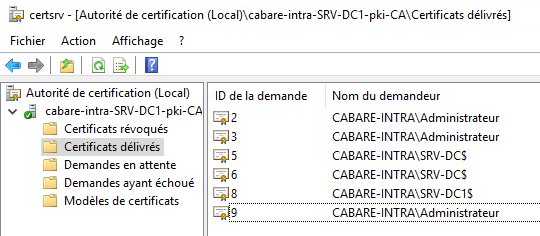 certsrv - [Autorité de certification (Local)\cabare-intra-SRV-DC1-pki-CA\Certificats délivrés]
Fichier Action Affichage ?
Autorité de certification (Local)
cabare-intra-SRV-DC1-pki-CA
Certificats révoqués
Certificats délivrés
Demandes en attente
Demandes ayant échoué
Modèles de certificats
ID de la demande Nom du demandeur
2 CABARE-INTRA\Administrateur
3 CABARE-INTRA\Administrateur
5 CABARE-INTRA\SRV-DC$
6 CABARE-INTRA\SRV-DC$
8 CABARE-INTRA\SRV-DC1$
9 CABARE-INTRA\Administrateur